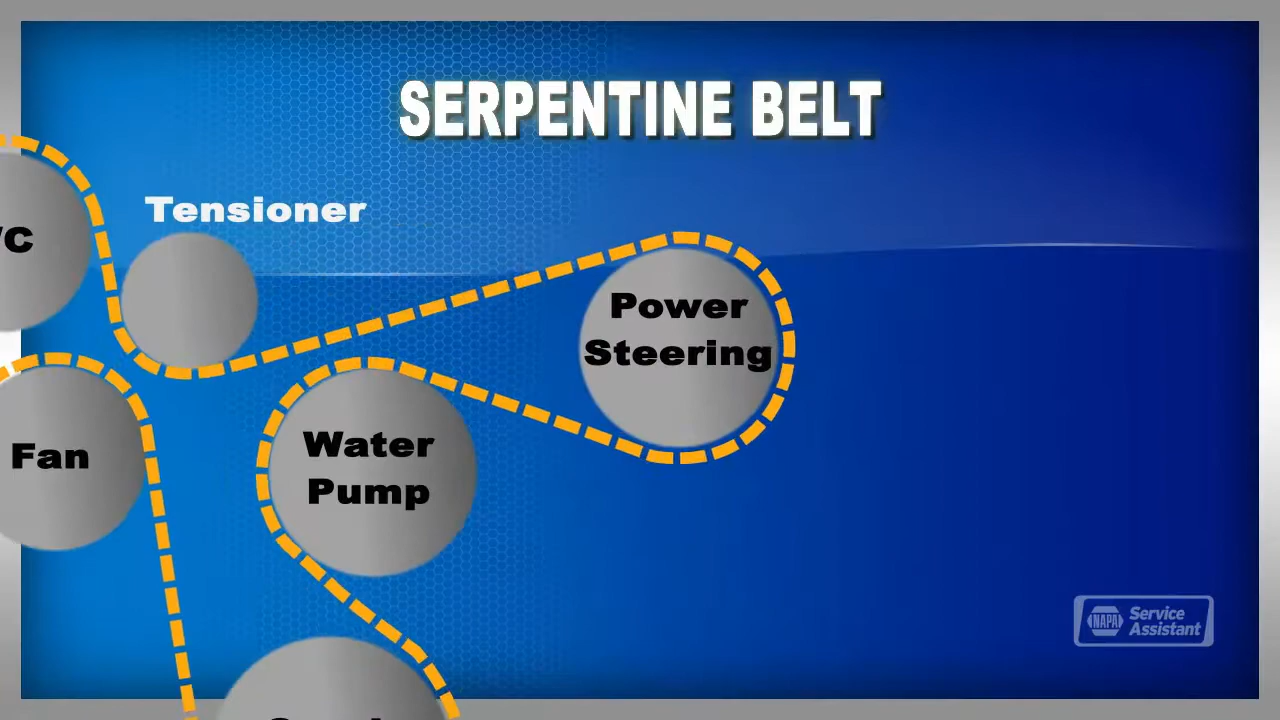 SERPENTINE BELT
Tensioner
/C
Power
Steering
Water
Pump
Fan
NAPA
Service
Assistant